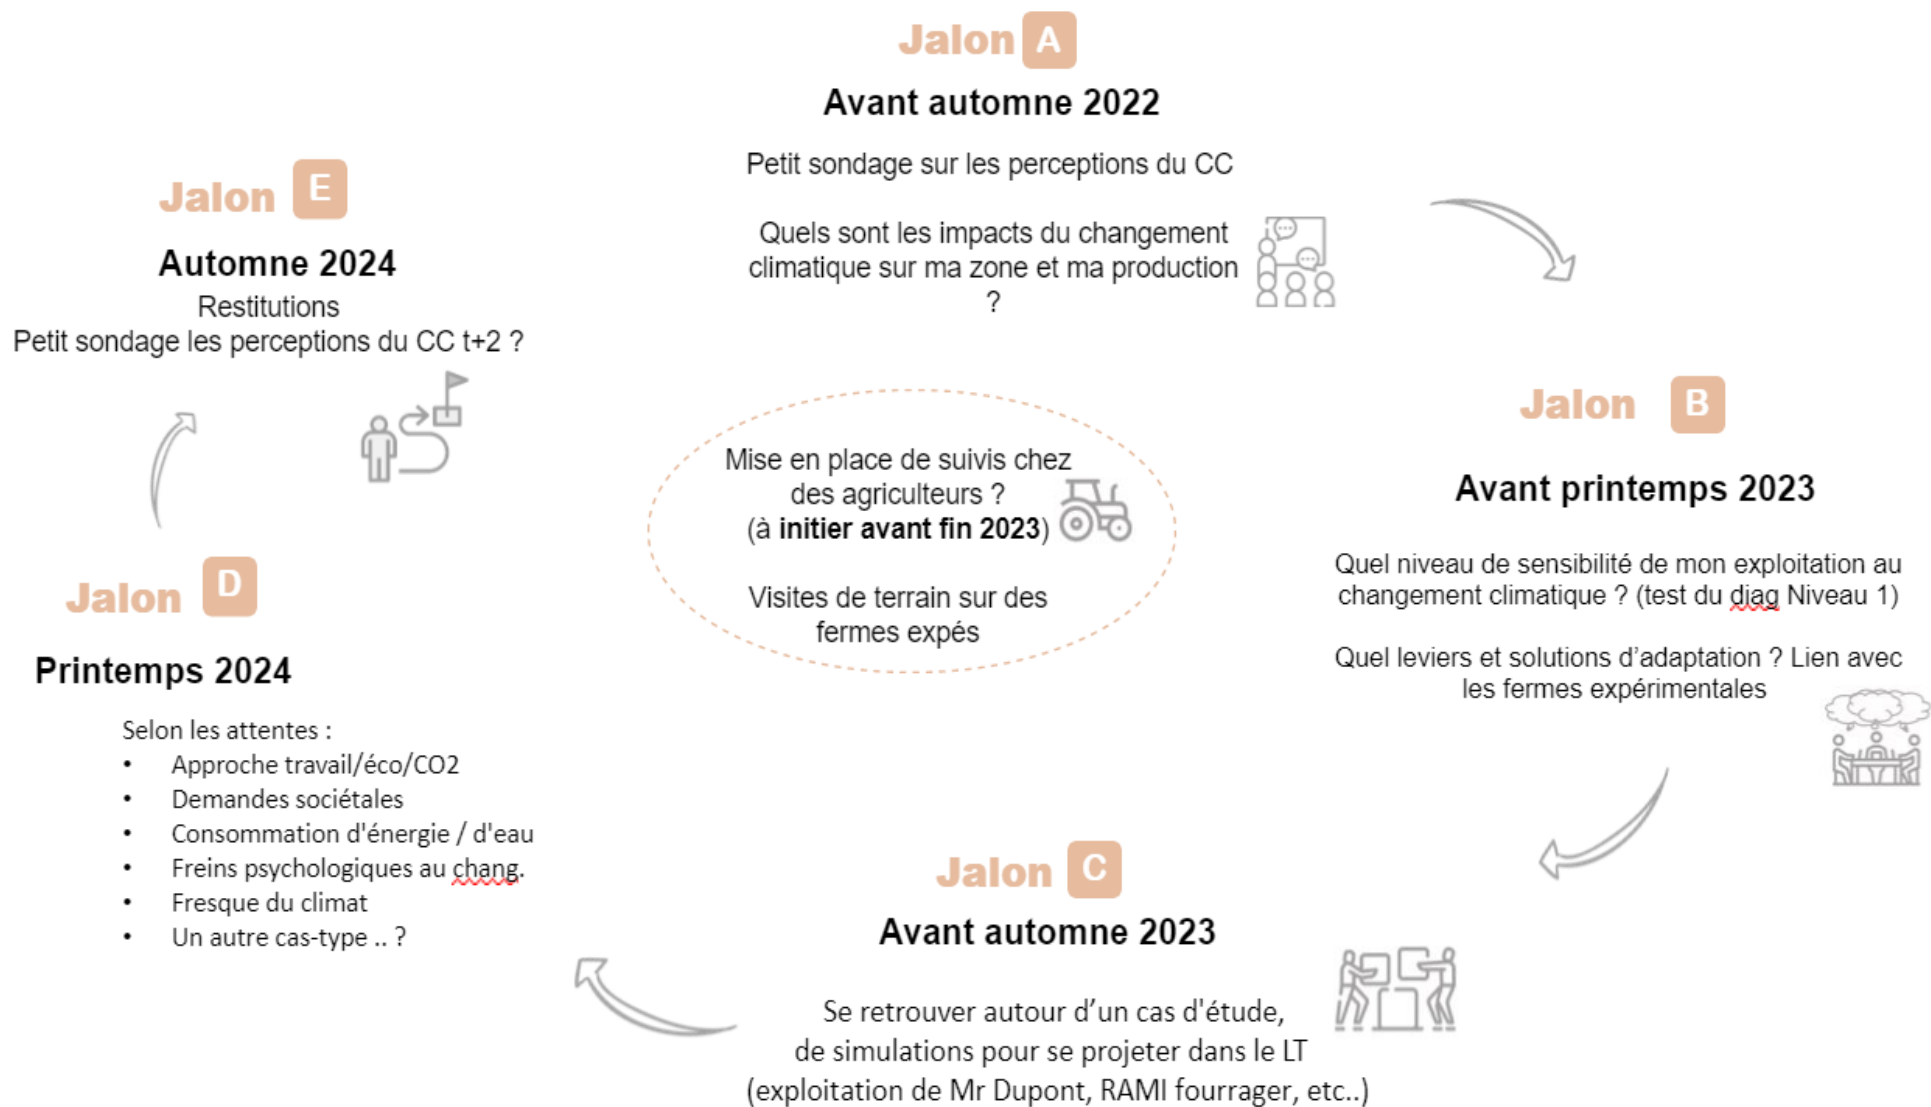 Jalon A
Avant automne 2022
Petit sondage sur les perceptions du CC
Quels sont les impacts du changement
climatique sur ma zone et ma production
?
Jalon B
Avant printemps 2023
Quel niveau de sensibilité de mon exploitation au
changement climatique ? (test du diag Niveau 1)
Quel leviers et solutions d'adaptation ? Lien avec
les fermes expérimentales
Jalon C
Avant automne 2023
Se retrouver autour d'un cas d'étude,
de simulations pour se projeter dans le LT
(exploitation de Mr Dupont, RAMI fourrager, etc..)
Jalon D
Printemps 2024
Selon les attentes :
• Approche travail/éco/CO2
• Demandes sociétales
• Consommation d'énergie / d'eau
• Freins psychologiques au chang.
• Fresque du climat
• Un autre cas-type .. ?
Jalon E
Automne 2024
Restitutions
Petit sondage les perceptions du CC t+2 ?
Mise en place de suivis chez
des agriculteurs ?
(à initier avant fin 2023)
Visites de terrain sur des
fermes expés